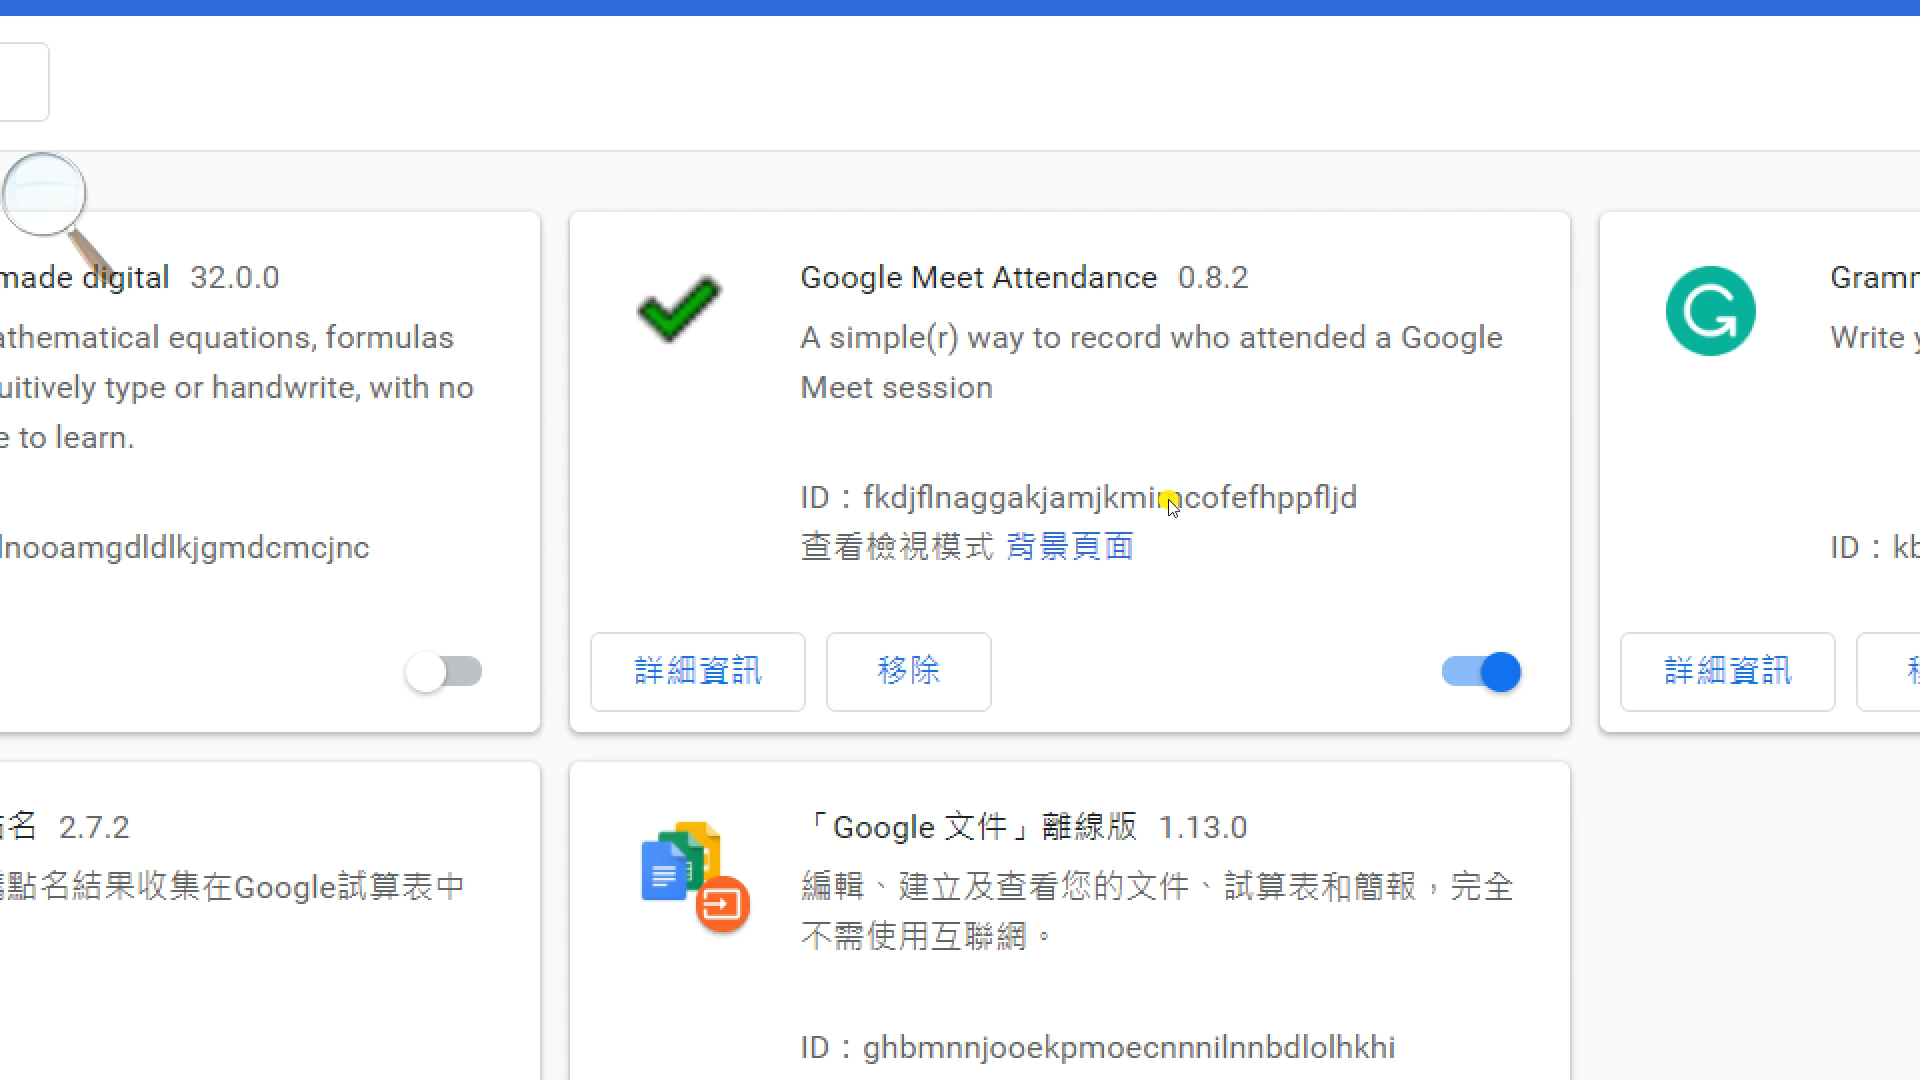 made digital 32.0.0
athematical equations, formulas
uitively type or handwrite, with no
e to learn.
lnooamgdldlkjgmdcmcjnc
Google Meet Attendance 0.8.2
A simple(r) way to record who attended a Google
Meet session
ID：fkdjflnaggakjamjkmimcofefhppfljd
查看檢視模式 背景頁面
詳細資訊
移除
Gramm
Write y
ID：kb
詳細資訊
名 2.7.2
點名結果收集在Google試算表中
「Google 文件」離線版 1.13.0
編輯、建立及查看您的文件、試算表和簡報，完全
不需使用互聯網。
ID：ghbmnnjooekpmoecnnnilnnbdlolhkhi